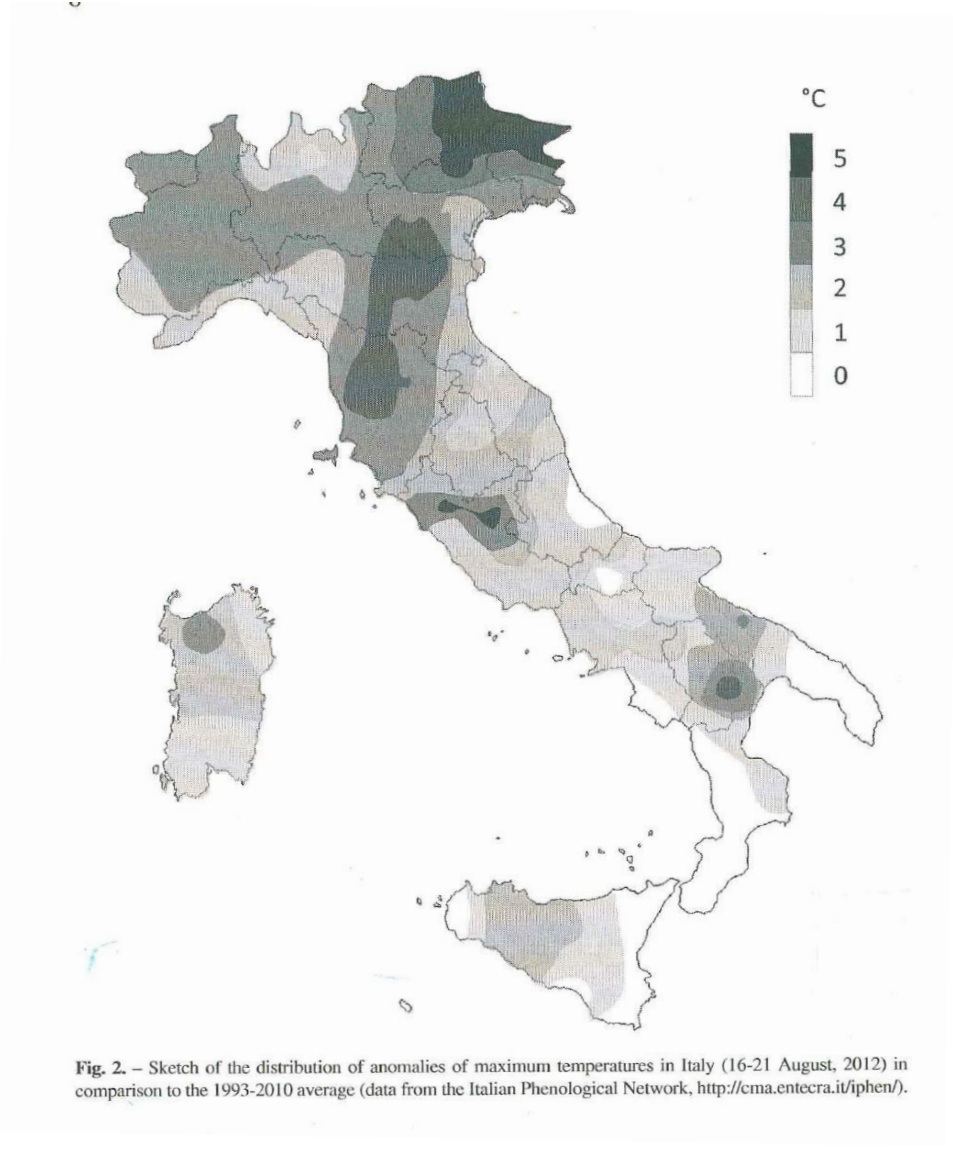 °C
5
4
3
2
1
0
Fig. 2. – Sketch of the distribution of anomalies of maximum temperatures in Italy (16-21 August, 2012) in
comparison to the 1993-2010 average (data from the Italian Phenological Network, http://cma.entecra.it/iphen/).